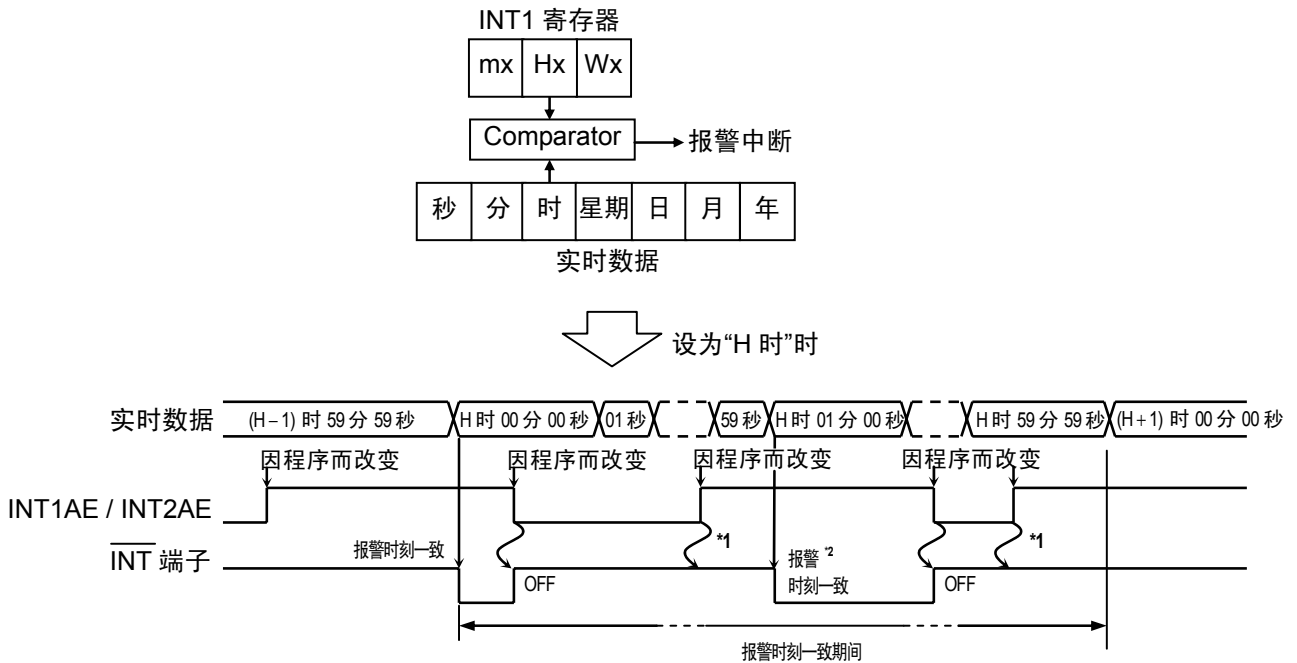 INT1 寄存器
mx Hx Wx
Comparator 报警中断
秒 分 时 星期 日 月 年
实时数据
设为“H 时”时
实时数据 (H−1) 时 59 分 59 秒 H 时 00 分 00 秒 01 秒 59 秒 H 时 01 分 00 秒 H 时 59 分 59 秒 (H+1) 时 00 分 00 秒
因程序而改变 因程序而改变 因程序而改变 因程序而改变
INT1AE / INT2AE
INT 端子 报警时刻一致 OFF *1 报警 *2 时刻一致 OFF *1
报警时刻一致期间